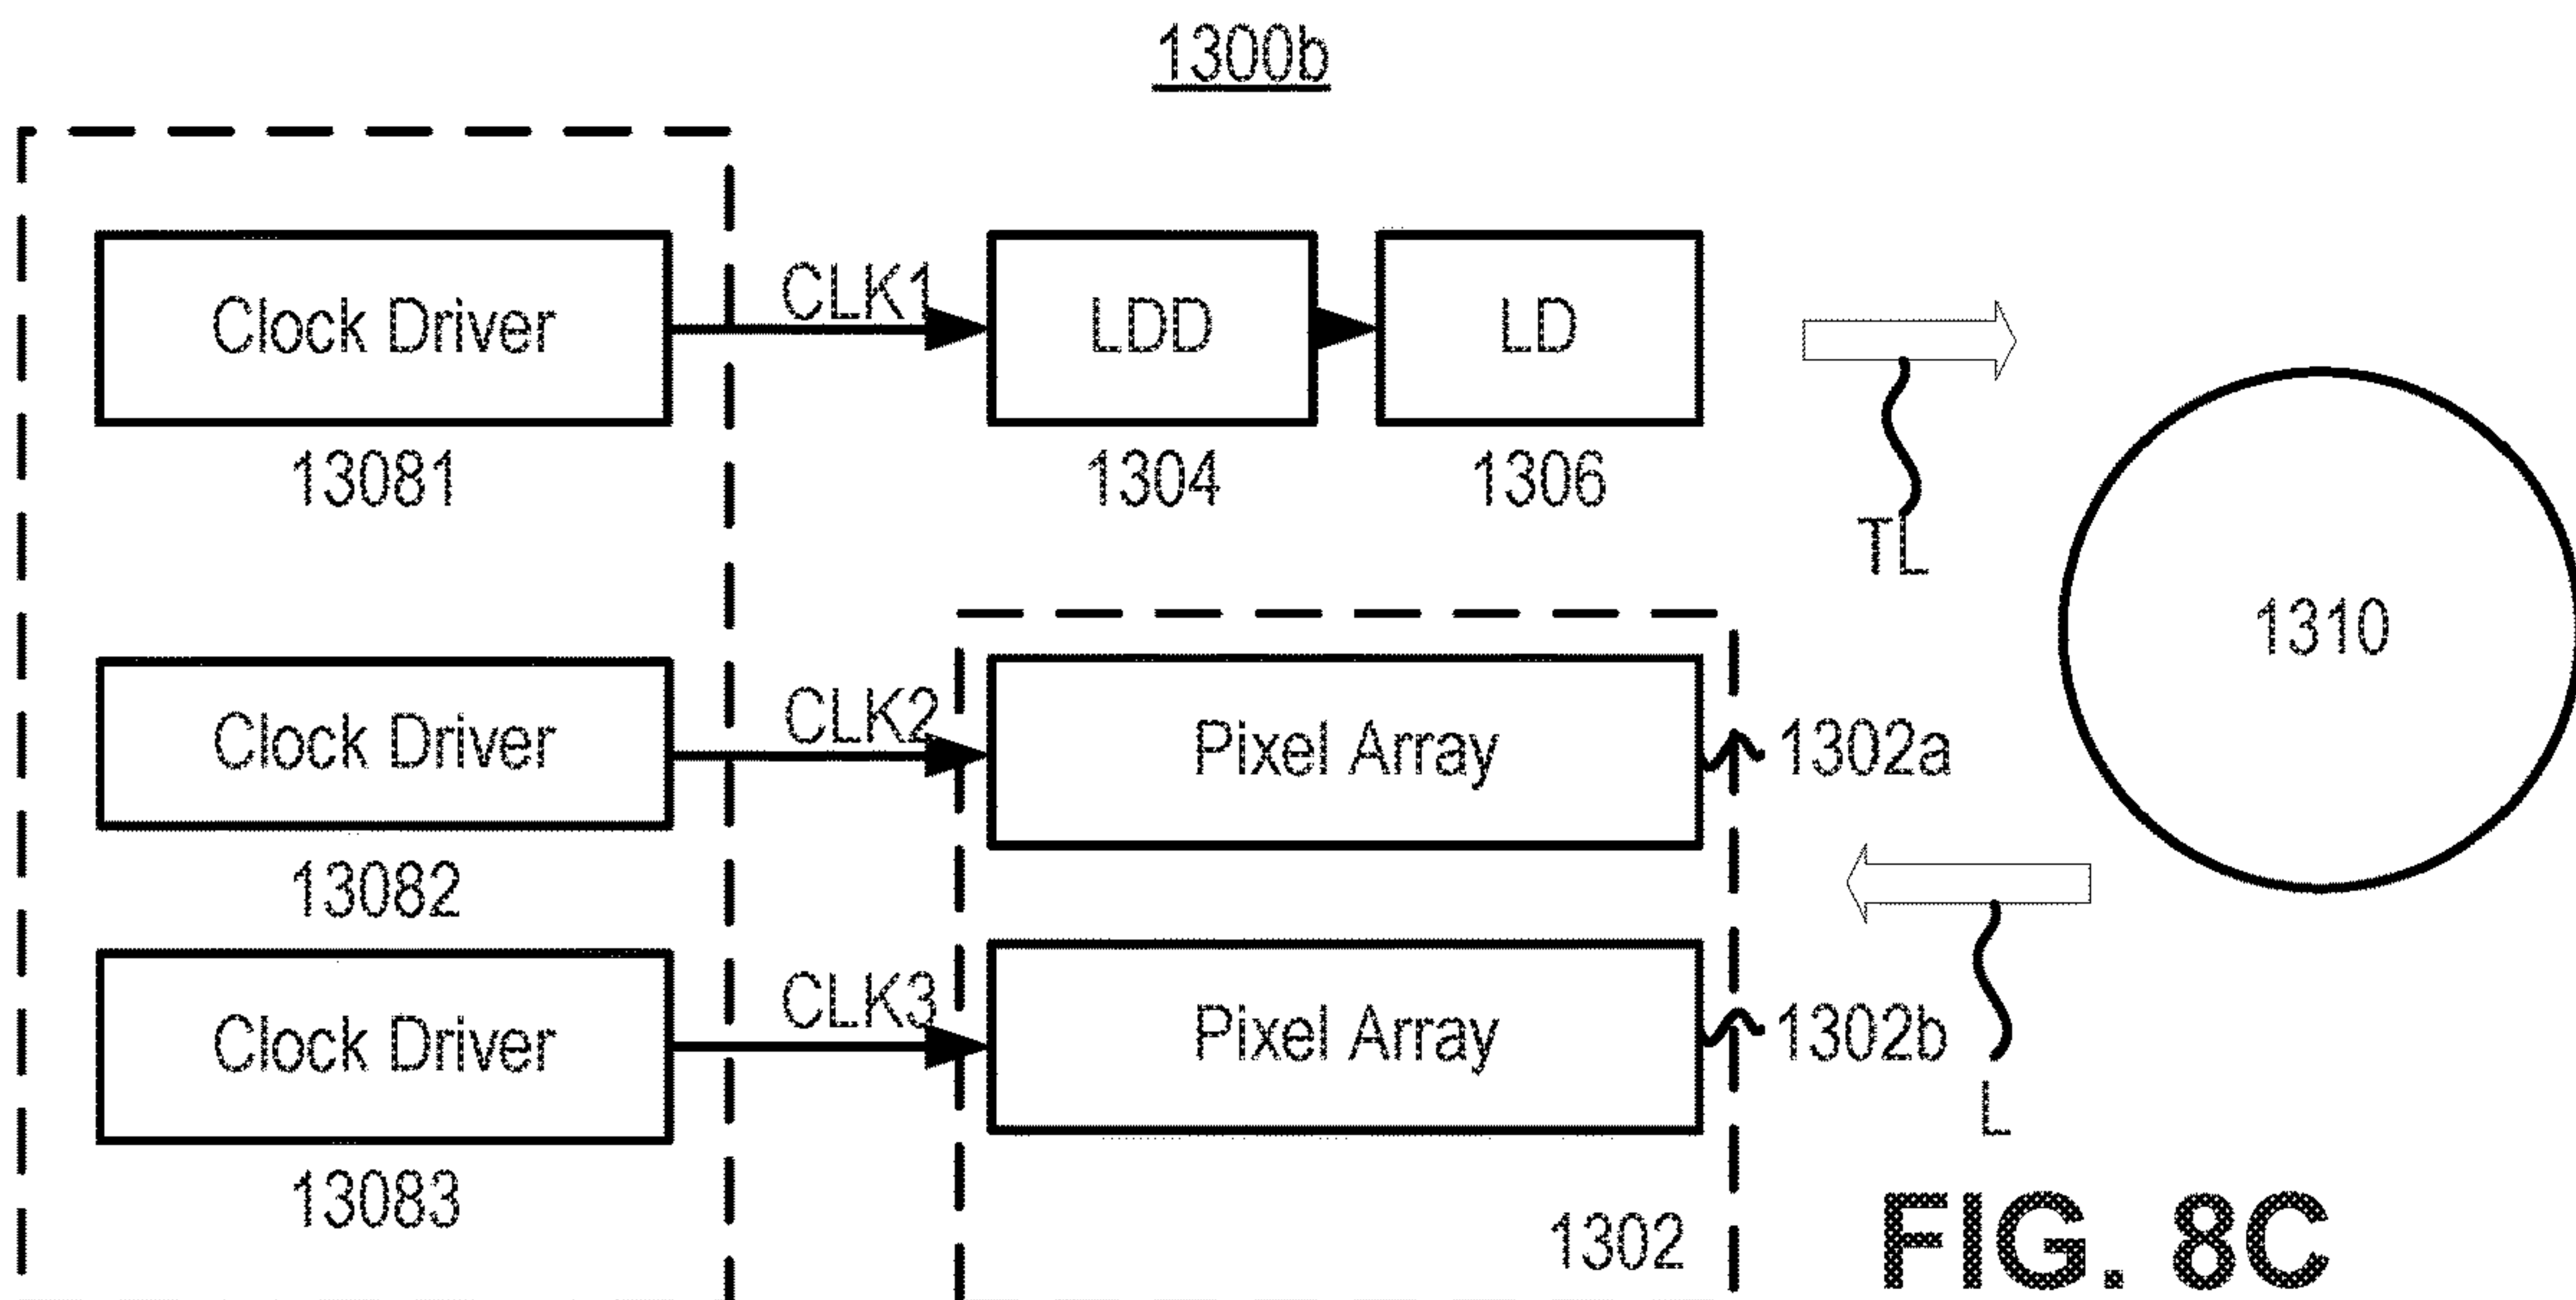 1300b
Clock Driver
CLK1
LDD
LD
13081
1304
1306
TL
1310
Clock Driver
CLK2
Pixel Array
1302a
13082
Clock Driver
CLK3
Pixel Array
1302b
L
13083
1302
FIG. 8C